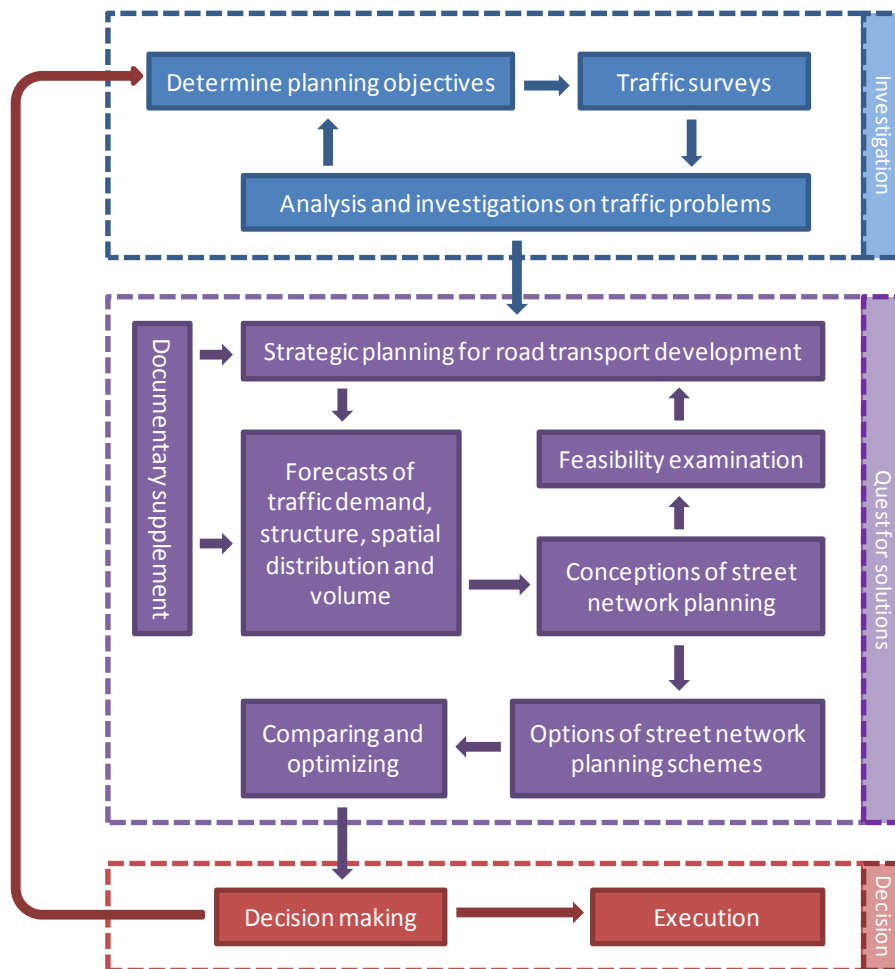 Determine planning objectives
Traffic surveys
Analysis and investigations on traffic problems
Investigation
Documentary supplement
Strategic planning for road transport development
Forecasts of
traffic demand,
structure, spatial
distribution and
volume
Feasibility examination
Conceptions of street
network planning
Comparing and
optimizing
Options of street network
planning schemes
Quest for solutions
Decision making
Execution
Decision